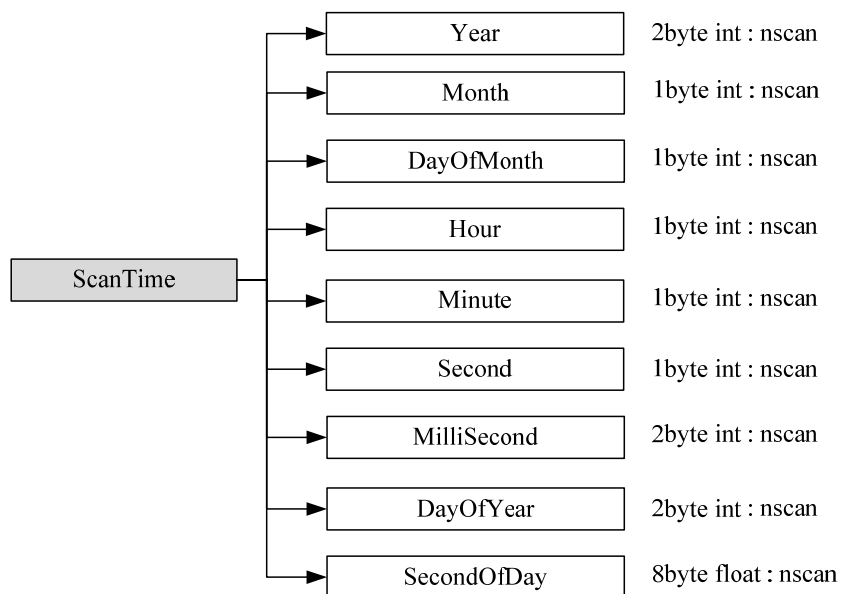 Year 2byte int : nscan
Month 1byte int : nscan
DayOfMonth 1byte int : nscan
Hour 1byte int : nscan
ScanTime
Minute 1byte int : nscan
Second 1byte int : nscan
MilliSecond 2byte int : nscan
DayOfYear 2byte int : nscan
SecondOfDay 8byte float : nscan